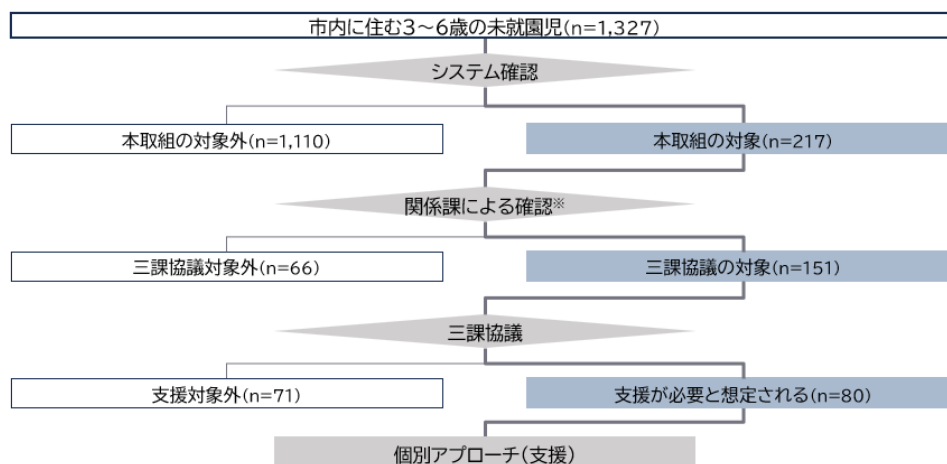 市内に住む3～6歳の未就園児(n=1,327)
システム確認
本取組の対象外(n=1,110)
本取組の対象(n=217)
関係課による確認※
三課協議対象外(n=66)
三課協議の対象(n=151)
三課協議
支援対象外(n=71)
支援が必要と想定される(n=80)
個別アプローチ(支援)